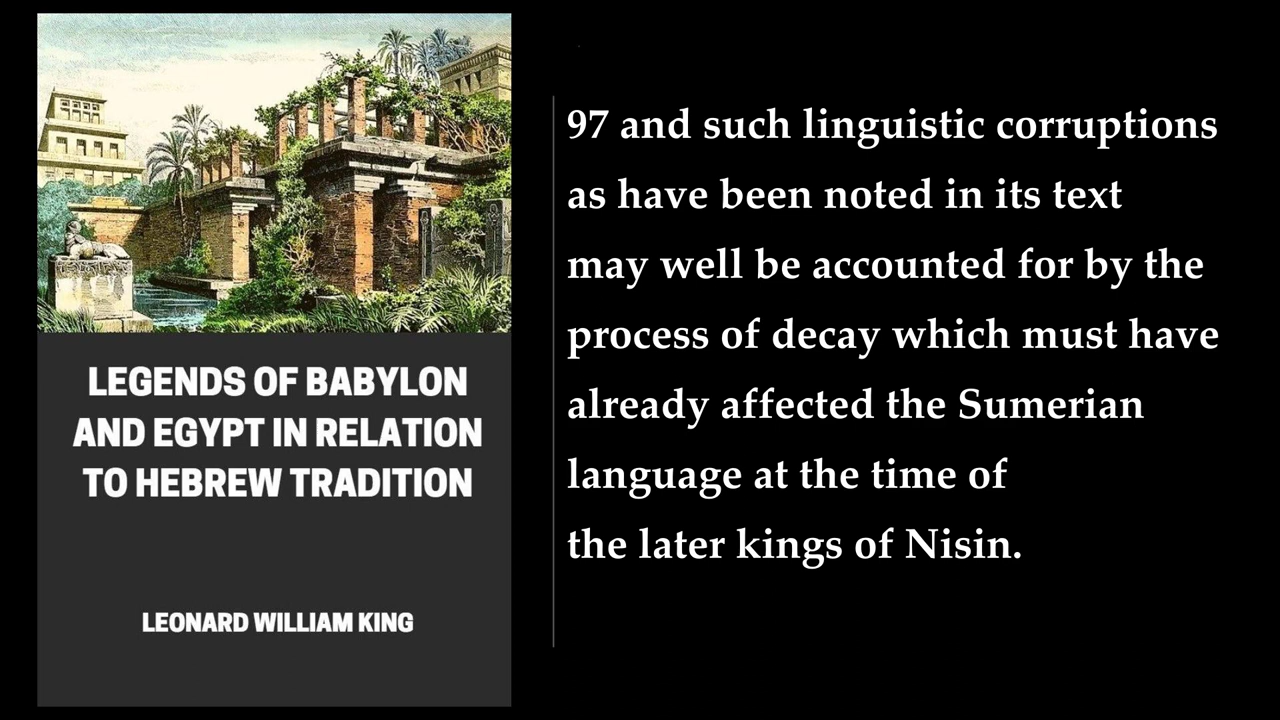 LEGENDS OF BABYLON
AND EGYPT IN RELATION
TO HEBREW TRADITION
LEONARD WILLIAM KING
97 and such linguistic corruptions
as have been noted in its text
may well be accounted for by the
process of decay which must have
already affected the Sumerian
language at the time of
the later kings of Nisin.